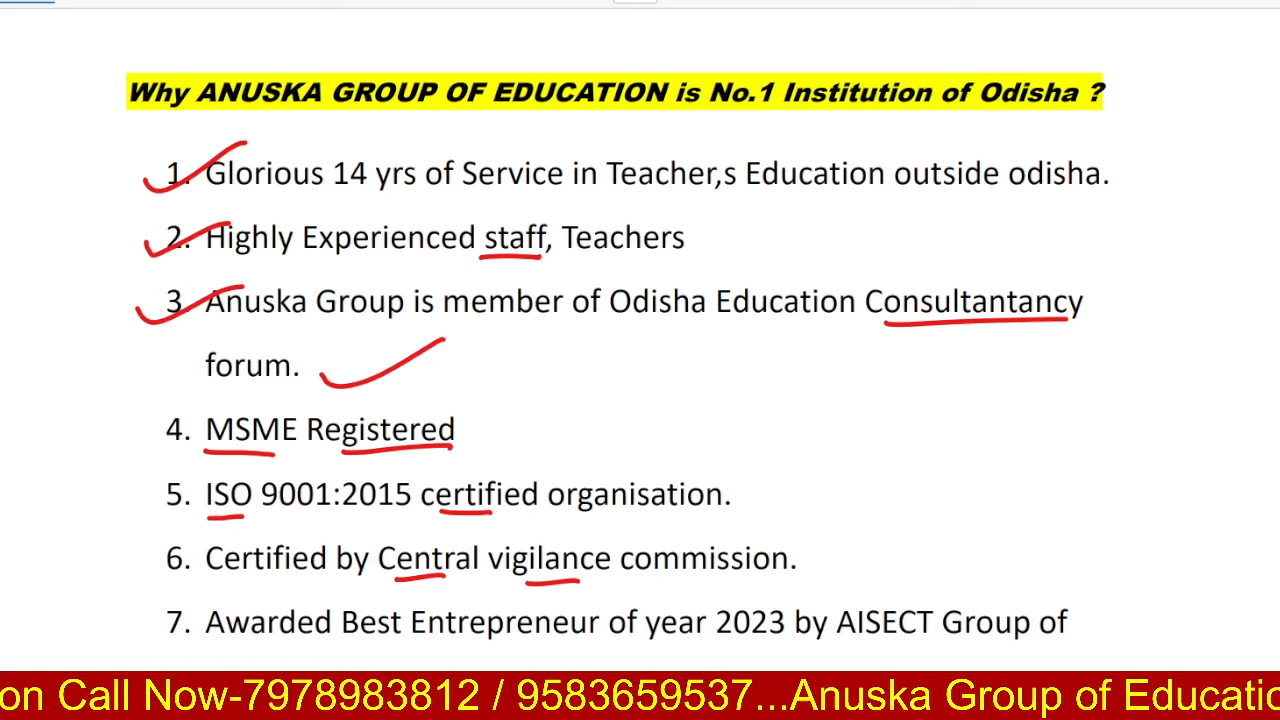 Why ANUSKA GROUP OF EDUCATION is No.1 Institution of Odisha ?
1. Glorious 14 yrs of Service in Teacher,s Education outside odisha.
2. Highly Experienced staff, Teachers
3. Anuska Group is member of Odisha Education Consultantancy
forum.
4. MSME Registered
5. ISO 9001:2015 certified organisation.
6. Certified by Central vigilance commission.
7. Awarded Best Entrepreneur of year 2023 by AISECT Group of
on Call Now-7978983812 / 9583659537...Anuska Group of Educatio